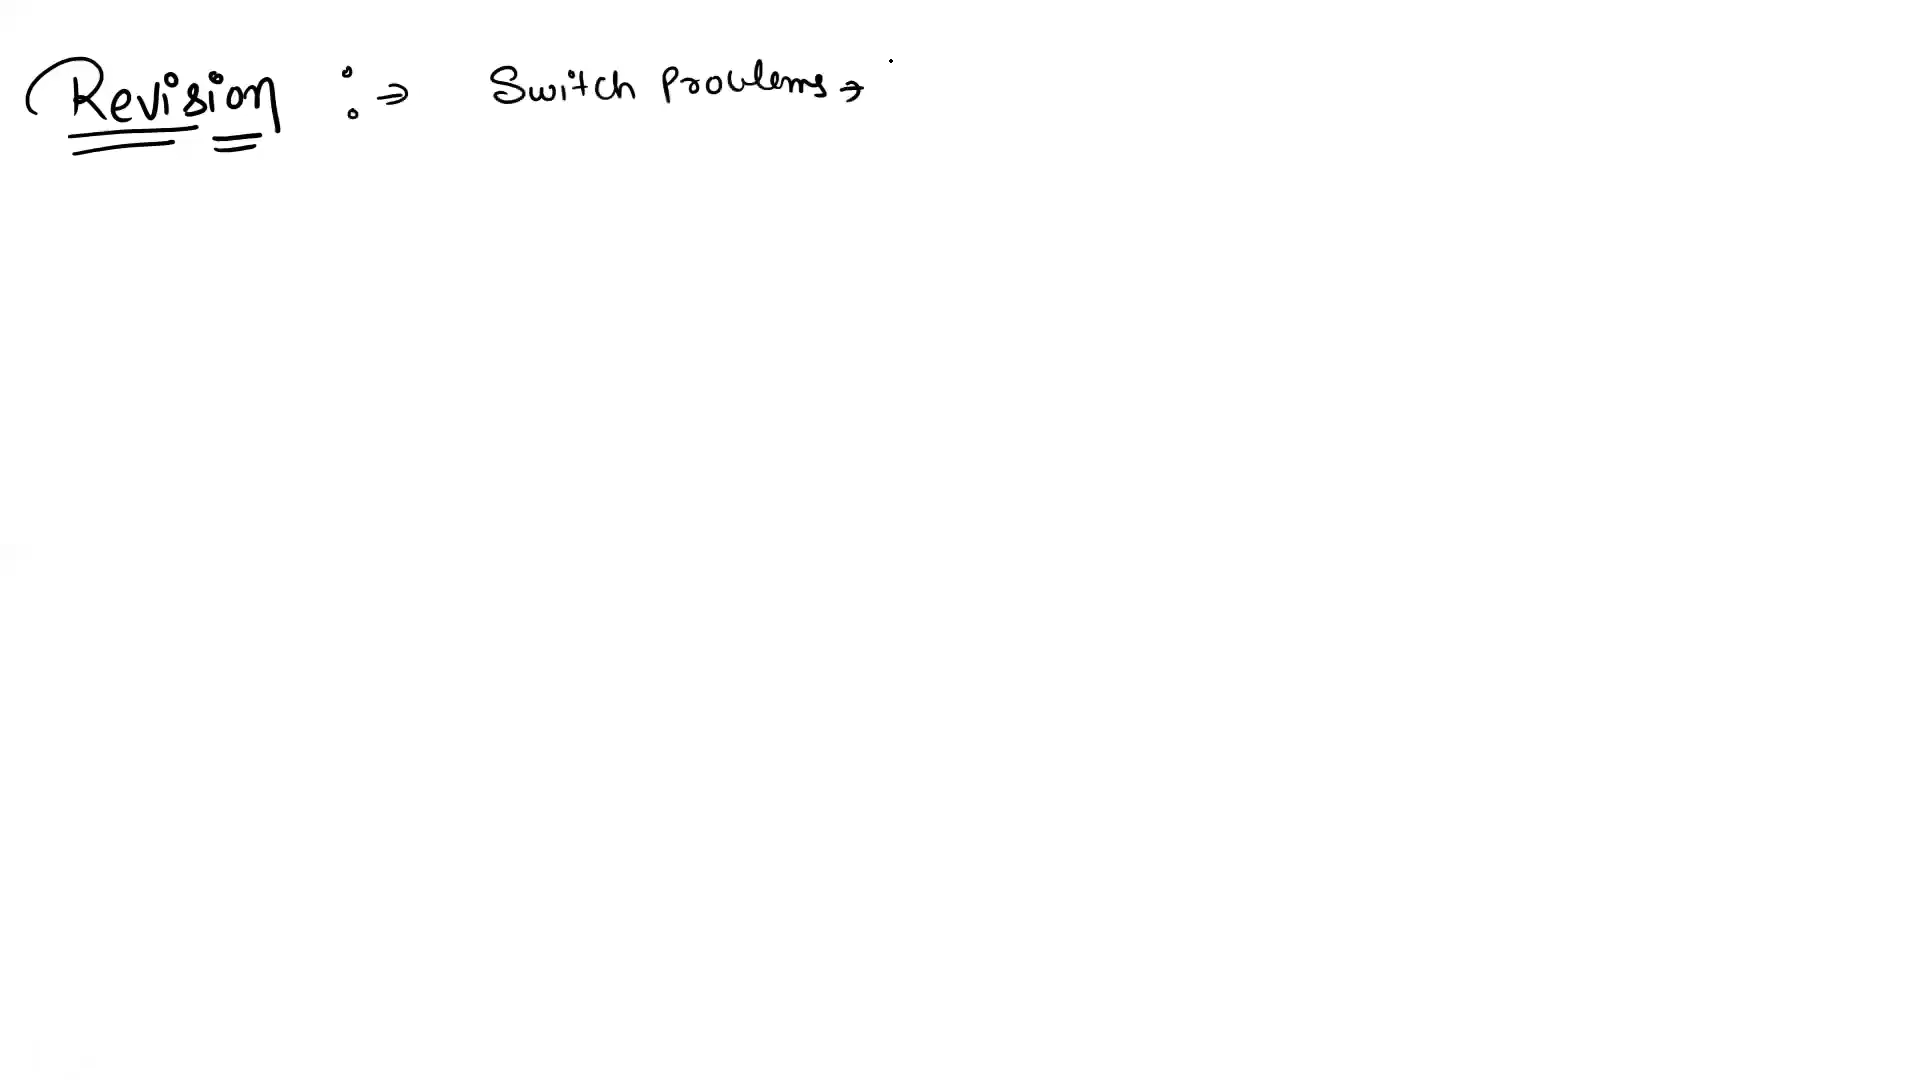 Revision :→ Switch Problems →